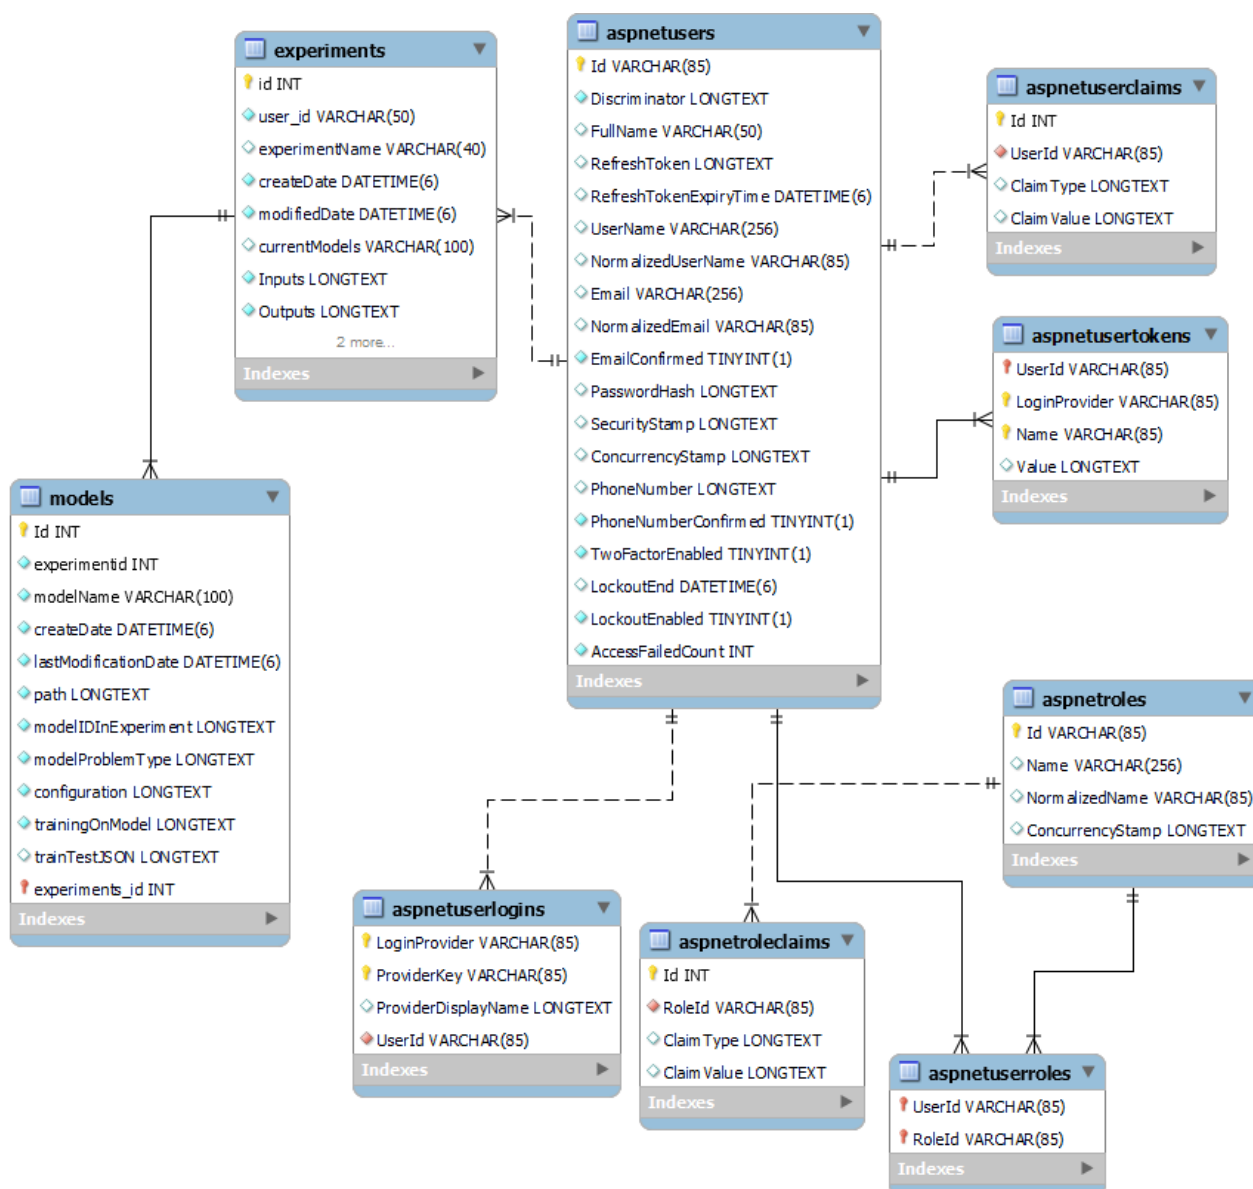 experiments
id INT
user_id VARCHAR(50)
experimentName VARCHAR(40)
createDate DATETIME(6)
modifiedDate DATETIME(6)
currentModels VARCHAR(100)
Inputs LONGTEXT
Outputs LONGTEXT
2 more...
Indexes
aspnetusers
Id VARCHAR(85)
Discriminator LONGTEXT
FullName VARCHAR(50)
RefreshToken LONGTEXT
RefreshTokenExpiryTime DATETIME(6)
UserName VARCHAR(256)
NormalizedUserName VARCHAR(85)
Email VARCHAR(256)
NormalizedEmail VARCHAR(85)
EmailConfirmed TINYINT(1)
PasswordHash LONGTEXT
SecurityStamp LONGTEXT
ConcurrencyStamp LONGTEXT
PhoneNumber LONGTEXT
PhoneNumberConfirmed TINYINT(1)
TwoFactorEnabled TINYINT(1)
LockoutEnd DATETIME(6)
LockoutEnabled TINYINT(1)
AccessFailedCount INT
Indexes
aspnetuserclaims
Id INT
UserId VARCHAR(85)
ClaimType LONGTEXT
ClaimValue LONGTEXT
Indexes
aspnetusertokens
UserId VARCHAR(85)
LoginProvider VARCHAR(85)
Name VARCHAR(85)
Value LONGTEXT
Indexes
models
Id INT
experimentid INT
modelName VARCHAR(100)
createDate DATETIME(6)
lastModificationDate DATETIME(6)
path LONGTEXT
modelIDInExperiment LONGTEXT
modelProblemType LONGTEXT
configuration LONGTEXT
trainingOnModel LONGTEXT
trainTestJSON LONGTEXT
experiments_id INT
Indexes
aspnetroles
Id VARCHAR(85)
Name VARCHAR(256)
NormalizedName VARCHAR(85)
ConcurrencyStamp LONGTEXT
Indexes
aspnetuserlogins
LoginProvider VARCHAR(85)
ProviderKey VARCHAR(85)
ProviderDisplayName LONGTEXT
UserId VARCHAR(85)
Indexes
aspnetroleclaims
Id INT
RoleId VARCHAR(85)
ClaimType LONGTEXT
ClaimValue LONGTEXT
Indexes
aspnetuserroles
UserId VARCHAR(85)
RoleId VARCHAR(85)
Indexes